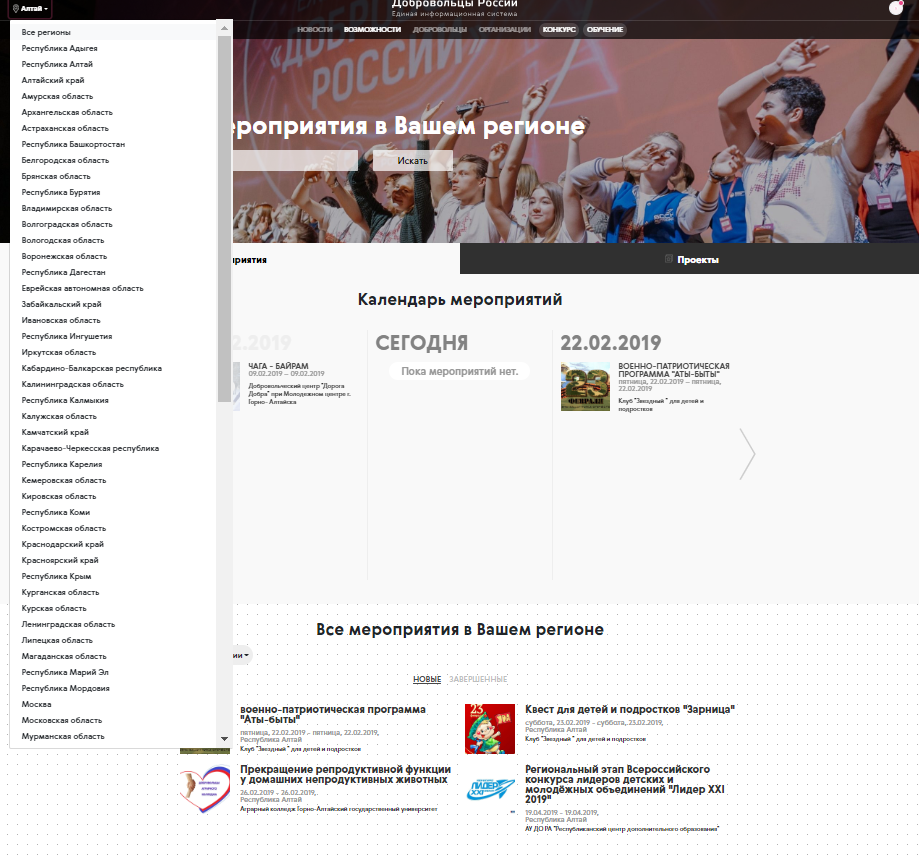 Алтай
Добровольцы России
Единая информационная система
НОВОСТИ ВОЗМОЖНОСТИ ДОБРОВОЛЬЦЫ ОРГАНИЗАЦИИ КОНКУРС ОБУЧЕНИЕ
Все регионы
Республика Адыгея
Республика Алтай
Алтайский край
Амурская область
Архангельская область
Астраханская область
Республика Башкортостан
Белгородская область
Брянская область
Республика Бурятия
Владимирская область
Волгоградская область
Вологодская область
Воронежская область
Республика Дагестан
Еврейская автономная область
Забайкальский край
Ивановская область
Республика Ингушетия
Иркутская область
Кабардино-Балкарская республика
Калининградская область
Республика Калмыкия
Калужская область
Камчатский край
Карачаево-Черкесская республика
Республика Карелия
Кемеровская область
Кировская область
Республика Коми
Костромская область
Краснодарский край
Красноярский край
Республика Крым
Курганская область
Курская область
Ленинградская область
Липецкая область
Магаданская область
Республика Марий Эл
Республика Мордовия
Москва
Московская область
Мурманская область
«ДОБРО
РОССИИ»
ероприятия в Вашем регионе
Искать
приятия
Проекты
Календарь мероприятий
2.2019
ЧАГА - БАЙРАМ
09.02.2019 – 09.02.2019
Добровольческий центр "Дорога
Добра" при Молодежном центре г.
Горно- Алтайска
СЕГОДНЯ
Пока мероприятий нет.
22.02.2019
ВОЕННО-ПАТРИОТИЧЕСКАЯ
ПРОГРАММА "АТЫ-БЫТЫ"
пятница, 22.02.2019 – пятница,
22.02.2019
Клуб "Звездный " для детей и
подростков
23
ФЕВРАЛЯ
Все мероприятия в Вашем регионе
ии
НОВЫЕ ЗАВЕРШЕННЫЕ
военно-патриотическая программа
"Аты-быты"
пятница, 22.02.2019 - пятница, 22.02.2019,
Республика Алтай
Клуб "Звездный " для детей и подростков
23
Квест для детей и подростков "Зарница"
суббота, 23.02.2019 - суббота, 23.02.2019,
Республика Алтай
Клуб "Звездный " для детей и подростков
Прекращение репродуктивной функции
у домашних непродуктивных животных
26.02.2019 - 26.02.2019,
Республика Алтай
Аграрный колледж Горно-Алтайский государственный университет
ЛИДЕР
XXI
Региональный этап Всероссийского
конкурса лидеров детских и
молодёжных объединений "Лидер XXI
2019"
19.04.2019 - 19.04.2019,
Республика Алтай
АУ ДО РА "Республиканский центр дополнительного образования"